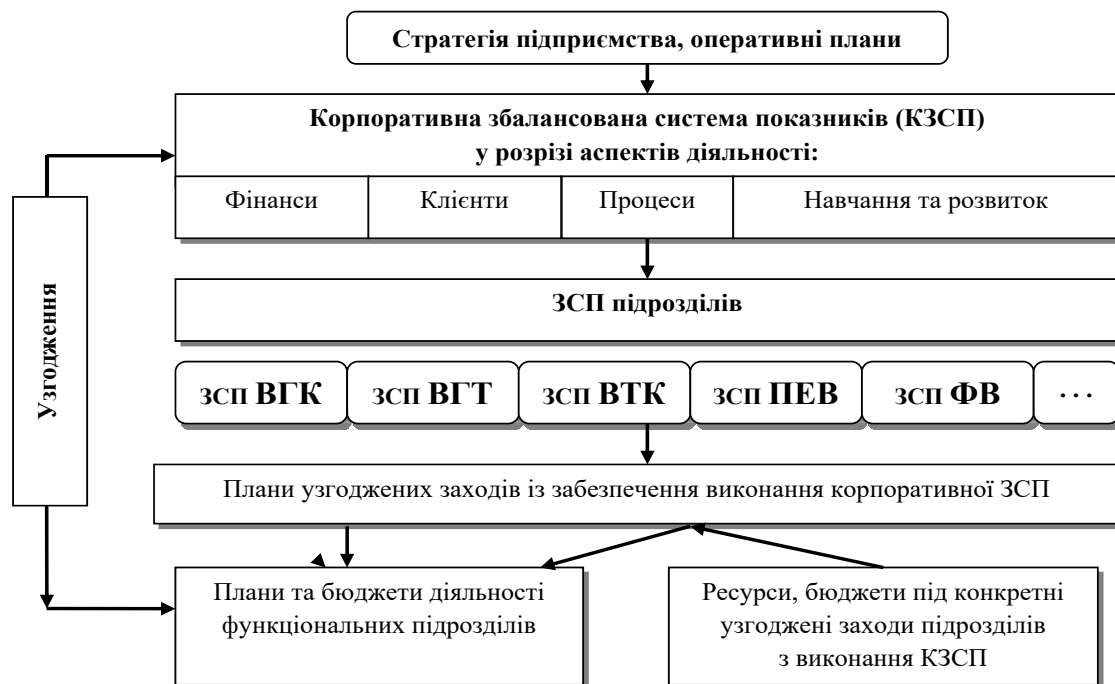 Стратегія підприємства, оперативні плани
Корпоративна збалансована система показників (КЗСП)
у розрізі аспектів діяльності:
Фінанси
Клієнти
Процеси
Навчання та розвиток
Узгодження
ЗСП підрозділів
ЗСП ВГК
ЗСП ВГТ
ЗСП ВТК
ЗСП ПЕВ
ЗСП ФВ
...
Плани узгоджених заходів із забезпечення виконання корпоративної ЗСП
Плани та бюджети діяльності
функціональних підрозділів
Ресурси, бюджети під конкретні
узгоджені заходи підрозділів
з виконання КЗСП